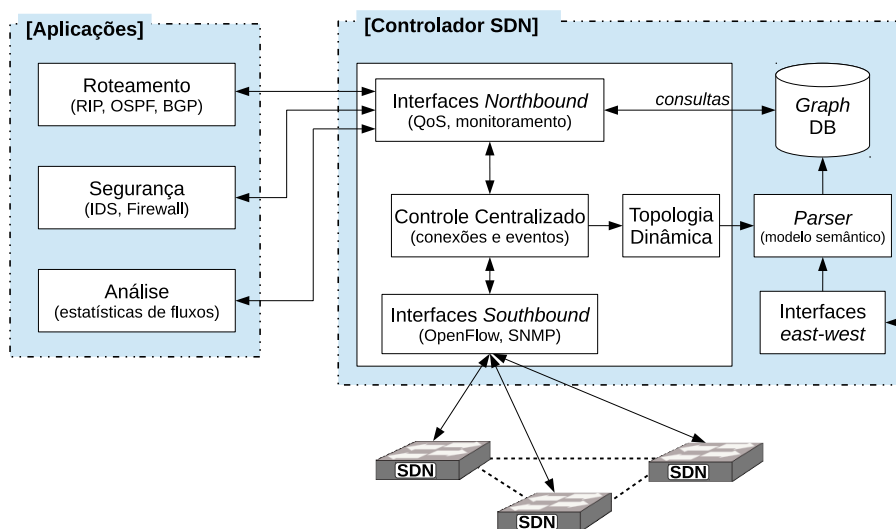 [Aplicações]
Roteamento
(RIP, OSPF, BGP)
Segurança
(IDS, Firewall)
Análise
(estatísticas de fluxos)
[Controlador SDN]
Interfaces Northbound
(QoS, monitoramento)
consultas
Graph
DB
Controle Centralizado
(conexões e eventos)
Topologia
Dinâmica
Parser
(modelo semântico)
Interfaces Southbound
(OpenFlow, SNMP)
Interfaces
east-west
SDN
SDN
SDN